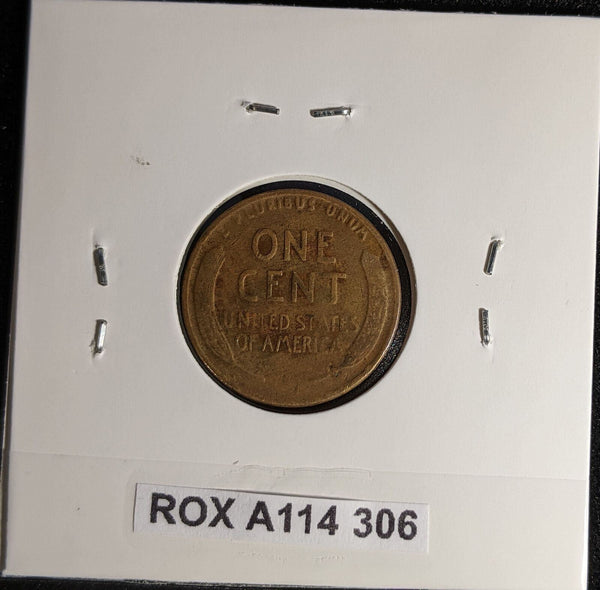 E PLURIBUS UNUM
ONE
CENT
UNITED STATES
OF AMERICA
ROX A114 306